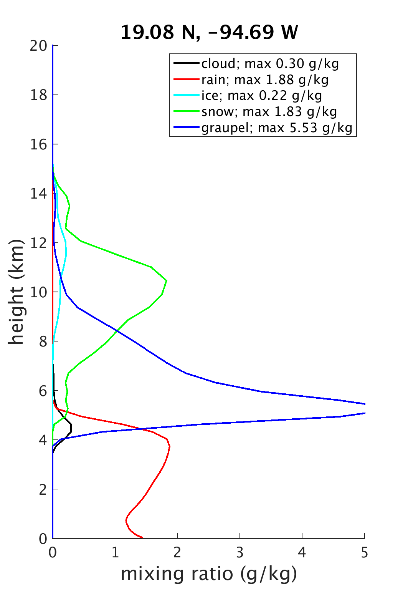 19.08 N, -94.69 W
cloud; max 0.30 g/kg
rain; max 1.88 g/kg
ice; max 0.22 g/kg
snow; max 1.83 g/kg
graupel; max 5.53 g/kg
20
18
16
14
12
10
8
6
4
2
0
height (km)
0 1 2 3 4 5
mixing ratio (g/kg)